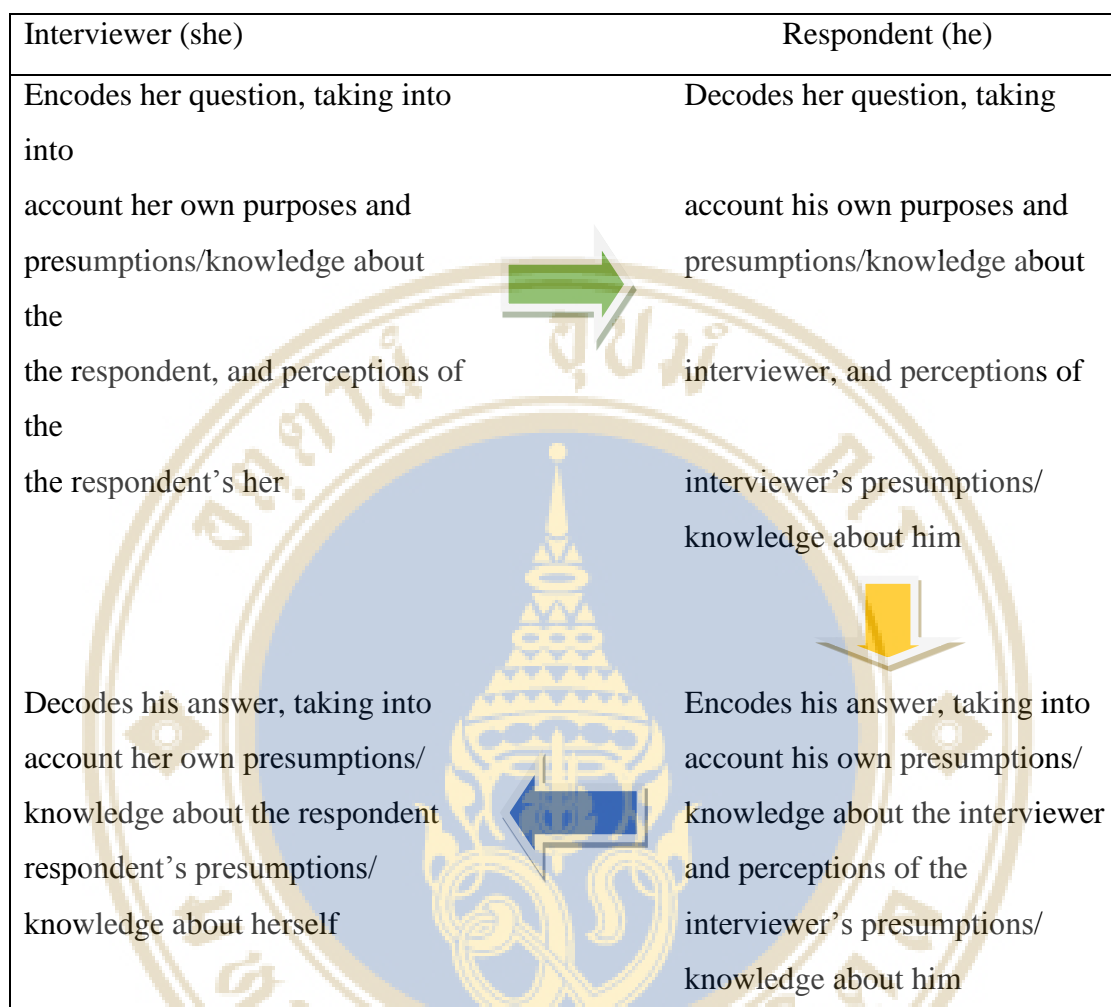 Interviewer (she) Respondent (he)
Encodes her question, taking into Decodes her question, taking
into
account her own purposes and account his own purposes and
presumptions/knowledge about presumptions/knowledge about
the
the respondent, and perceptions of interviewer, and perceptions of
the
the respondent’s her interviewer’s presumptions/
knowledge about him
Decodes his answer, taking into Encodes his answer, taking into
account her own presumptions/ account his own presumptions/
knowledge about the respondent knowledge about the interviewer
respondent’s presumptions/ and perceptions of the
knowledge about herself interviewer’s presumptions/
knowledge about him